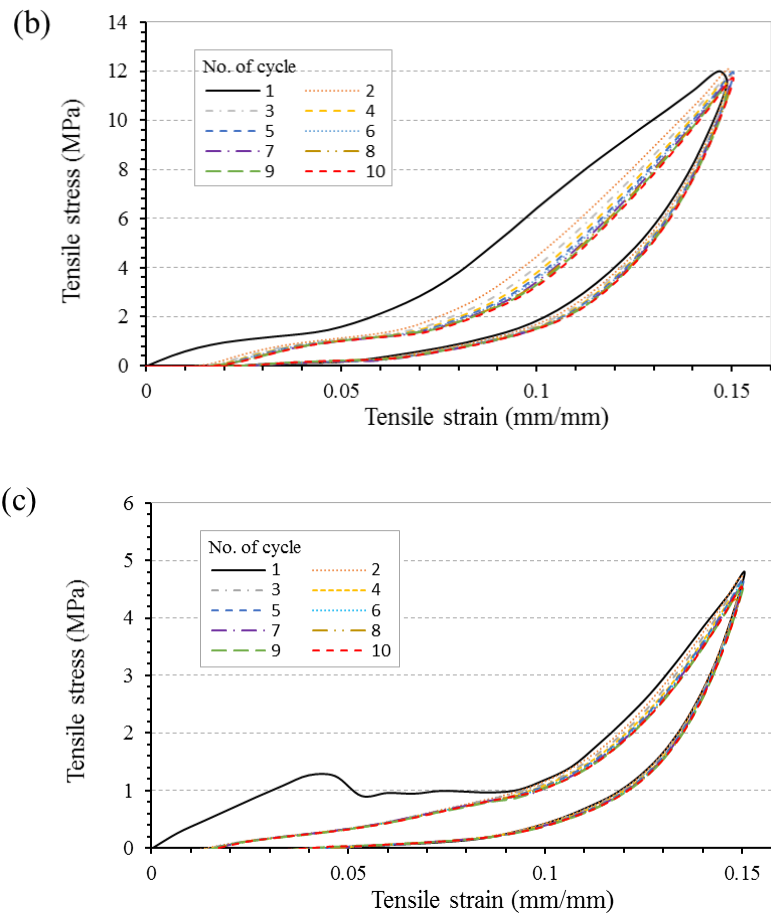 (b)
14
12
10
8
6
4
2
0
Tensile stress (MPa)
No. of cycle
1 2
3 4
5 6
7 8
9 10
0 0.05 0.1 0.15
Tensile strain (mm/mm)
(c)
6
5
4
3
2
1
0
Tensile stress (MPa)
No. of cycle
1 2
3 4
5 6
7 8
9 10
0 0.05 0.1 0.15
Tensile strain (mm/mm)